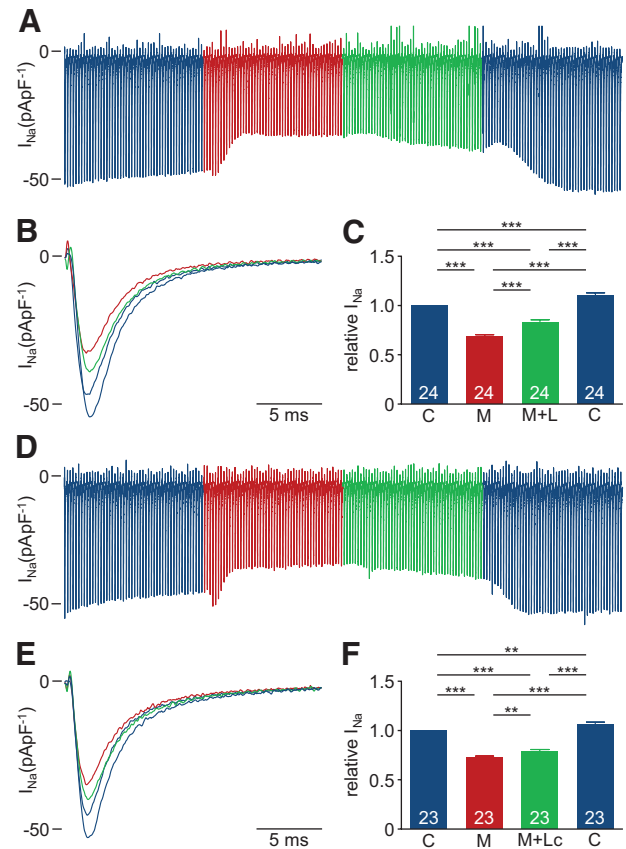 A
I_Na(pApF⁻¹)
0
-50
B
I_Na(pApF⁻¹)
0
-50
5 ms
C
relative I_Na
1.5
1.0
0.5
0
***
*** ***
*** ***
***
24 24 24 24
C M M+L C
D
I_Na(pApF⁻¹)
0
-50
E
I_Na(pApF⁻¹)
0
-50
5 ms
F
relative I_Na
1.5
1.0
0.5
0
**
*** ***
*** ***
**
23 23 23 23
C M M+Lc C